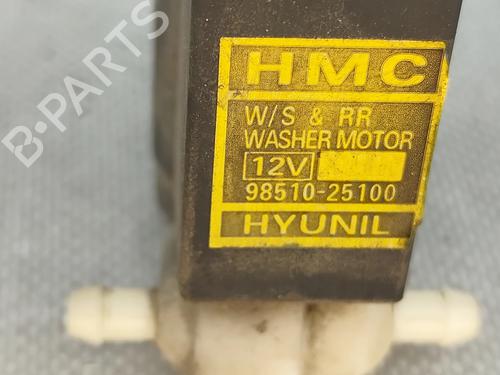 B-PARTS
HMC
W/S & RR
WASHER MOTOR
12V
98510-25100
HYUNIL